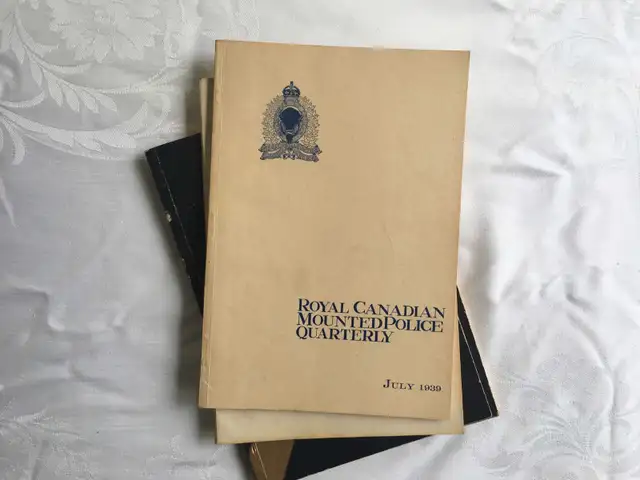 ROYAL CANADIAN
MOUNTED POLICE
QUARTERLY
JULY 1939